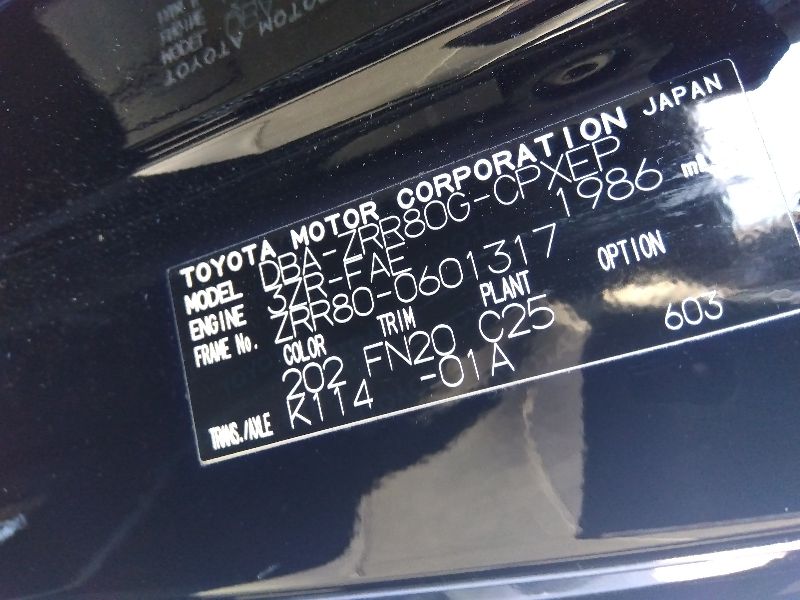 TOYOTA MOTOR CORPORATION JAPAN
MODEL DBA-ZRR80G-CPXEP
ENGINE 3ZR-FAE 1986 mL
FRAME No. ZRR80-0601317
COLOR TRIM PLANT OPTION
202 FN20 C25 603
TRANS./AXLE K114 -01A